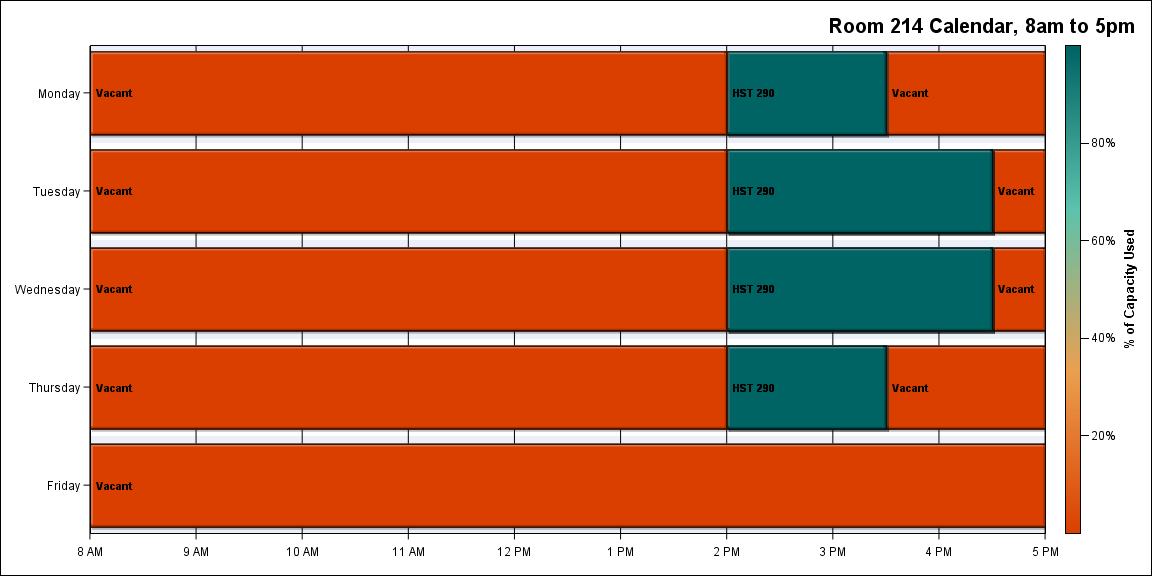 Room 214 Calendar, 8am to 5pm
Monday
Vacant
HST 290
Vacant
Tuesday
Vacant
HST 290
Vacant
Wednesday
Vacant
HST 290
Vacant
Thursday
Vacant
HST 290
Vacant
Friday
Vacant
8 AM
9 AM
10 AM
11 AM
12 PM
1 PM
2 PM
3 PM
4 PM
5 PM
80%
60%
40%
20%
% of Capacity Used